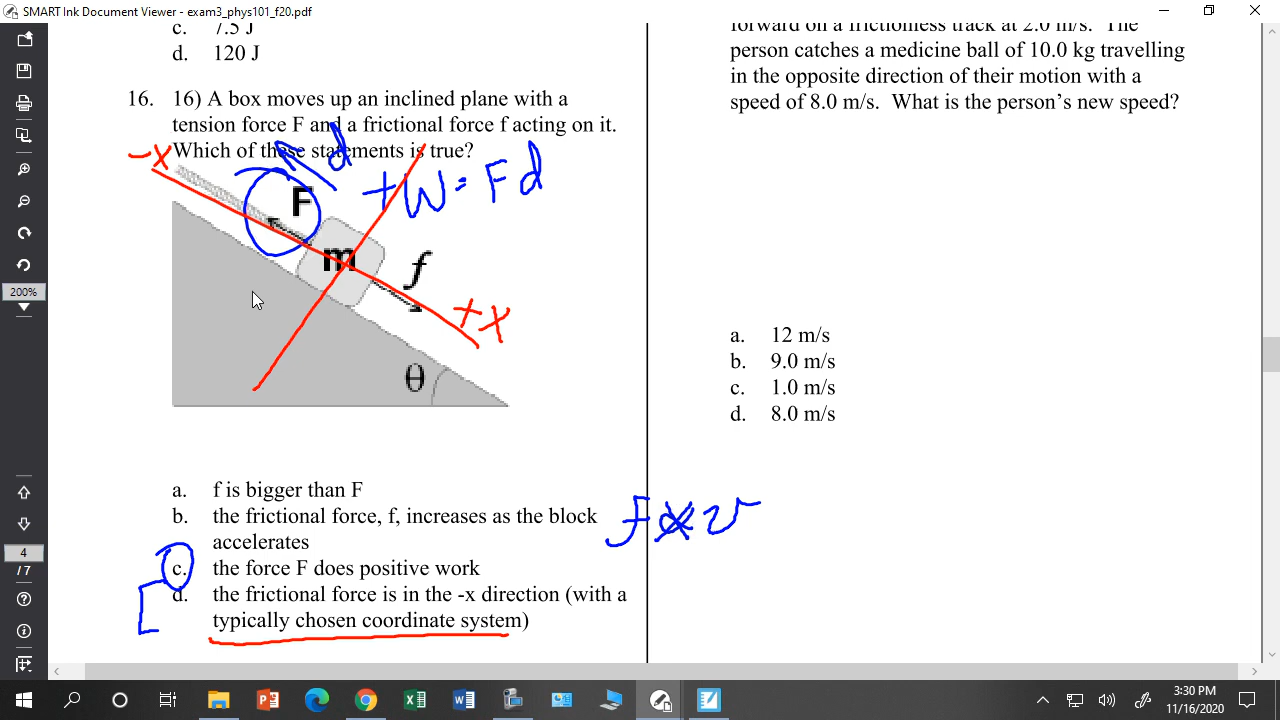 SMART Ink Document Viewer - exam3_phys101_f20.pdf
c. 7.5 J
d. 120 J
16. 16) A box moves up an inclined plane with a
tension force F and a frictional force f acting on it.
Which of these statements is true?
-x
d
+W = Fd
F
m
f
+x
θ
a. f is bigger than F
b. the frictional force, f, increases as the block
accelerates
c. the force F does positive work
d. the frictional force is in the -x direction (with a
typically chosen coordinate system)
forward on a frictionless track at 2.0 m/s. The
person catches a medicine ball of 10.0 kg travelling
in the opposite direction of their motion with a
speed of 8.0 m/s. What is the person's new speed?
a. 12 m/s
b. 9.0 m/s
c. 1.0 m/s
d. 8.0 m/s
200%
4
/ 7
3:30 PM
11/16/2020